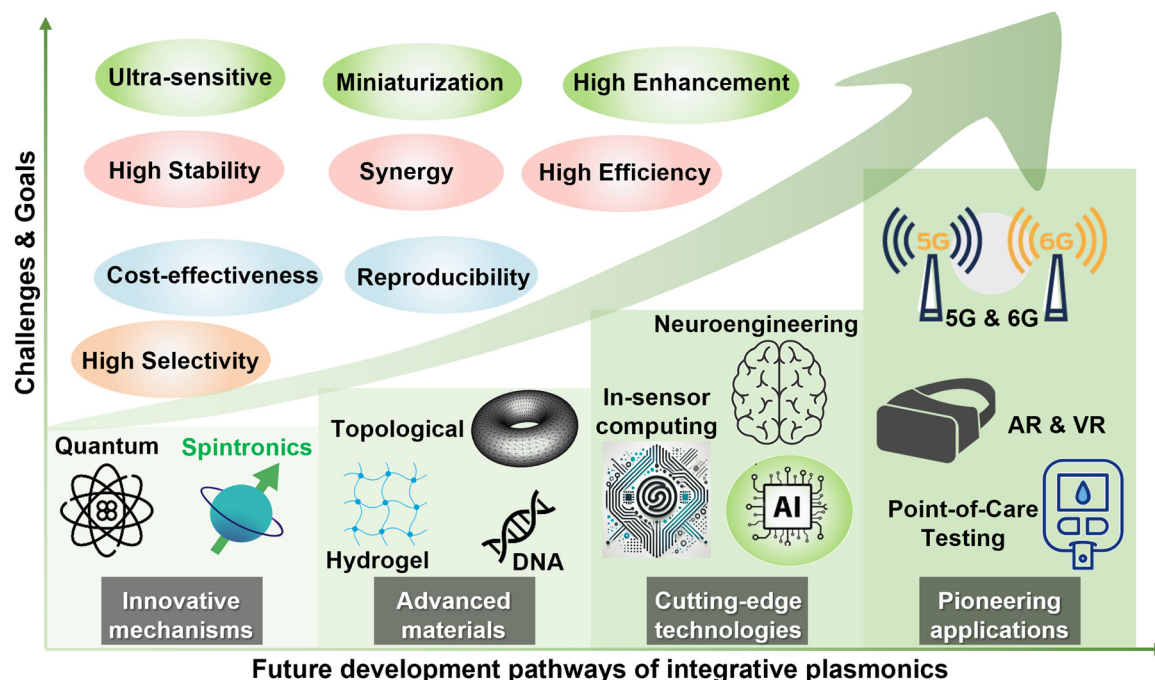 Challenges & Goals
Ultra-sensitive
Miniaturization
High Enhancement
High Stability
Synergy
High Efficiency
Cost-effectiveness
Reproducibility
High Selectivity
Quantum
Spintronics
Innovative
mechanisms
Topological
Hydrogel
DNA
Advanced
materials
Neuroengineering
In-sensor
computing
AI
Cutting-edge
technologies
5G
6G
5G & 6G
AR & VR
Point-of-Care
Testing
Pioneering
applications
Future development pathways of integrative plasmonics